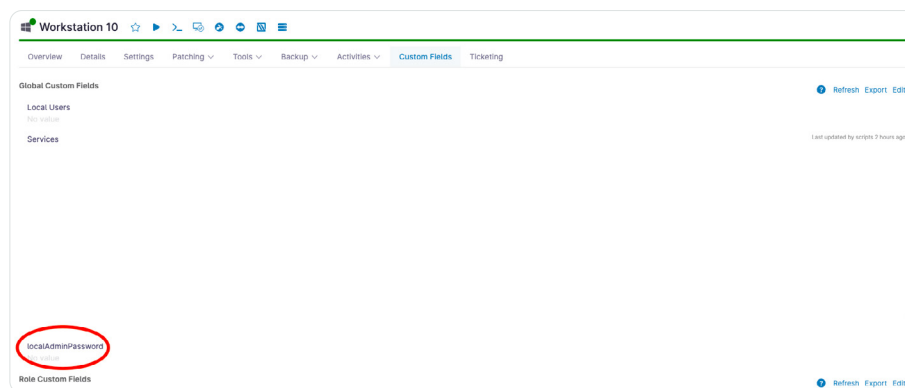 Workstation 10
Overview Details Settings Patching Tools Backup Activities Custom Fields Ticketing
Global Custom Fields
Refresh Export Edit
Local Users
No value
Services
Last updated by scripts 2 hours ago
localAdminPassword
No value
Role Custom Fields
Refresh Export Edit